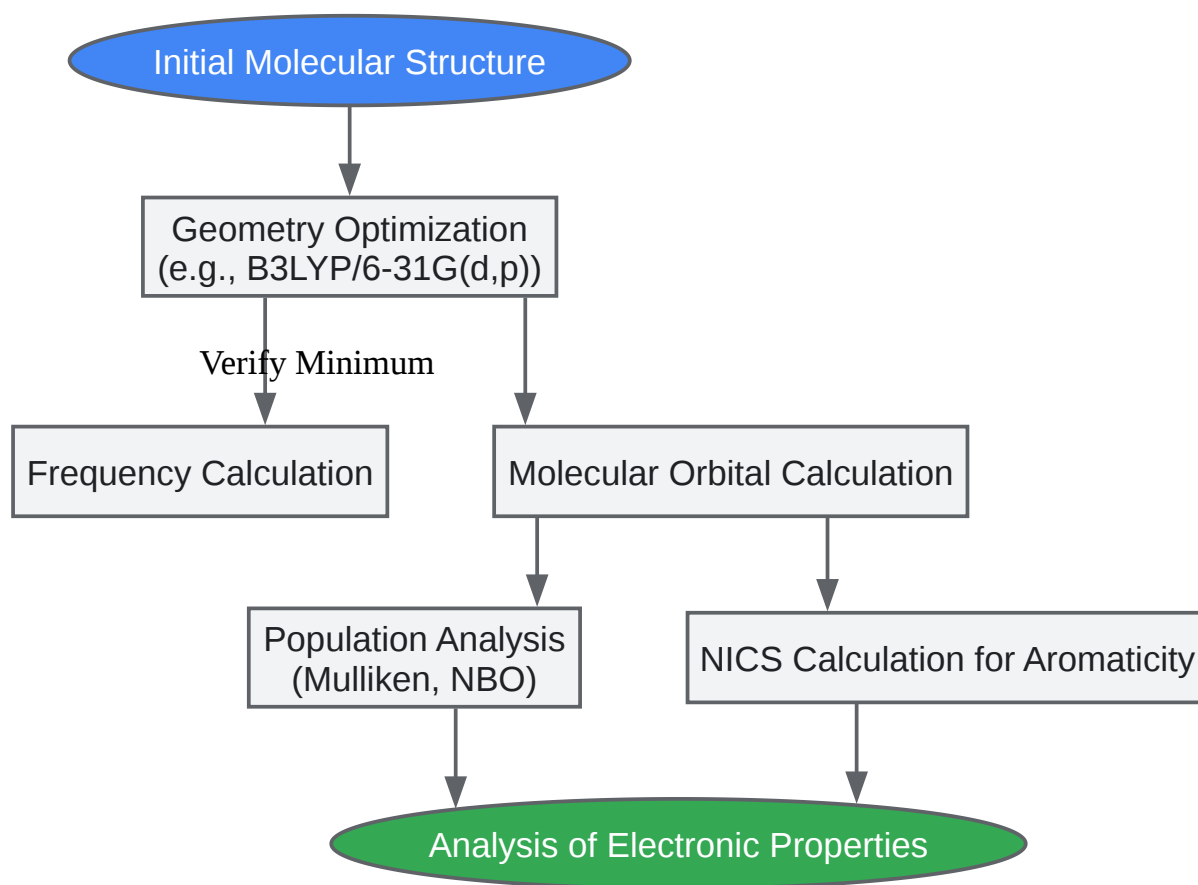 Initial Molecular Structure
Geometry Optimization
(e.g., B3LYP/6-31G(d,p))
Verify Minimum
Frequency Calculation
Molecular Orbital Calculation
Population Analysis
(Mulliken, NBO)
NICS Calculation for Aromaticity
Analysis of Electronic Properties